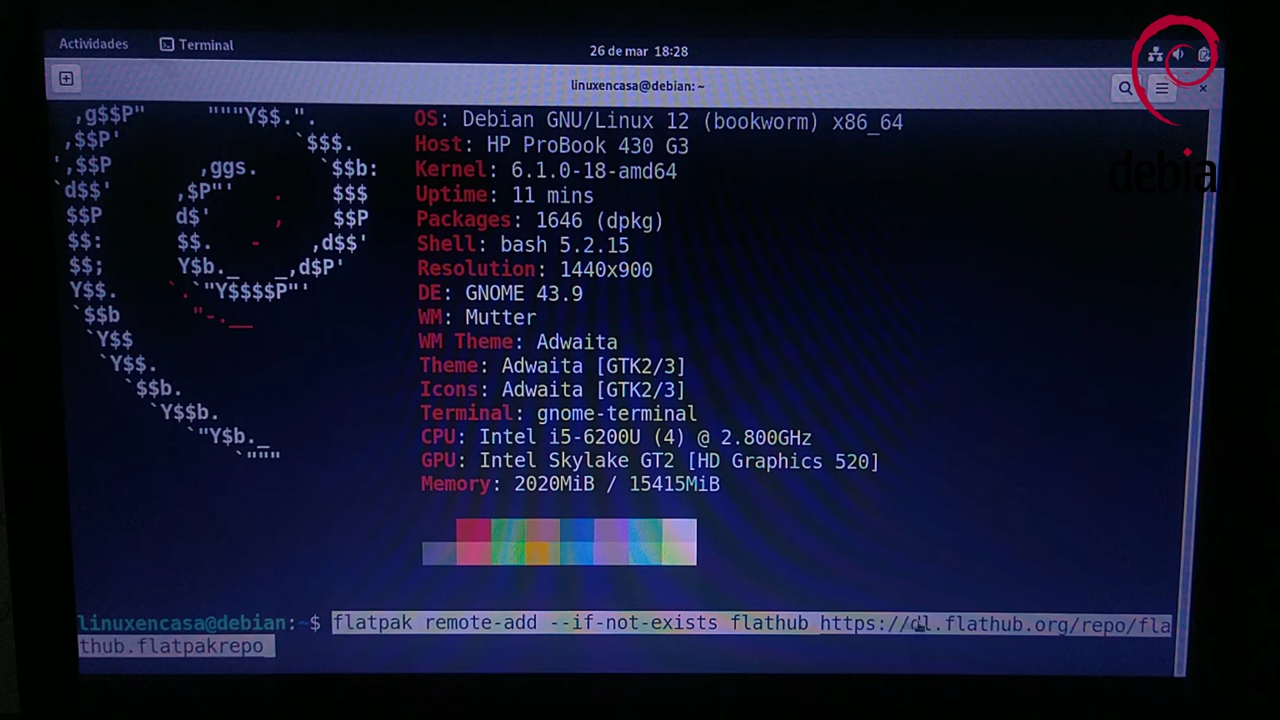 Actividades
Terminal
26 de mar 18:28
linuxencasa@debian: ~
OS: Debian GNU/Linux 12 (bookworm) x86_64
Host: HP ProBook 430 G3
Kernel: 6.1.0-18-amd64
Uptime: 11 mins
Packages: 1646 (dpkg)
Shell: bash 5.2.15
Resolution: 1440x900
DE: GNOME 43.9
WM: Mutter
WM Theme: Adwaita
Theme: Adwaita [GTK2/3]
Icons: Adwaita [GTK2/3]
Terminal: gnome-terminal
CPU: Intel i5-6200U (4) @ 2.800GHz
GPU: Intel Skylake GT2 [HD Graphics 520]
Memory: 2020MiB / 15415MiB
linuxencasa@debian:~$ flatpak remote-add --if-not-exists flathub https://dl.flathub.org/repo/fla
thub.flatpakrepo
debian